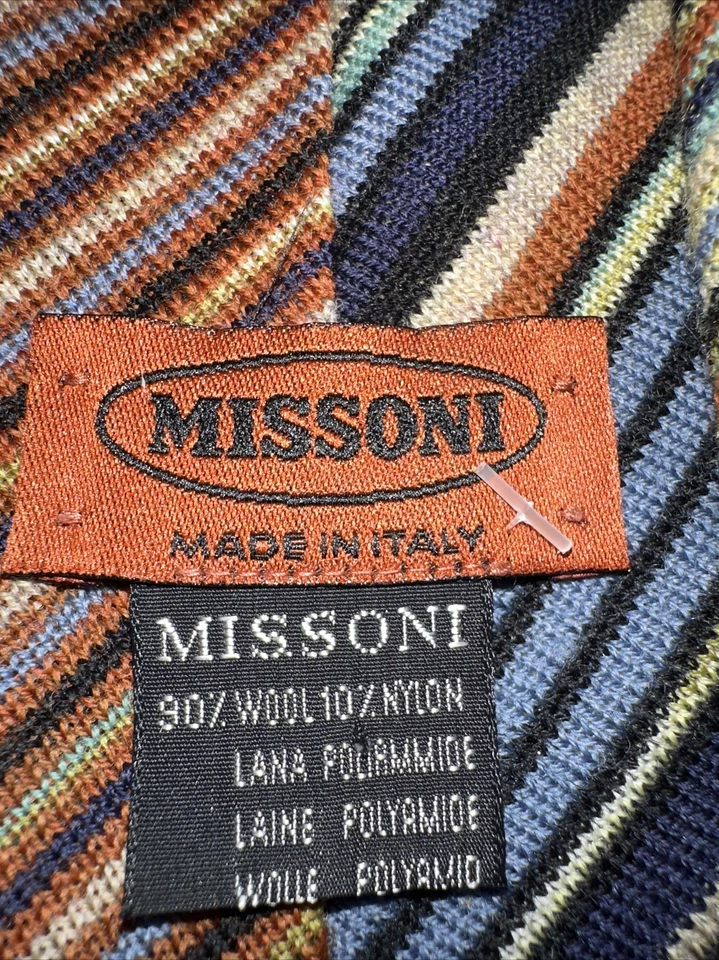 MISSONI
MADE IN ITALY
MISSONI
90% WOOL 10% NYLON
LANA POLIAMMIDE
LAINE POLYAMIDE
WOLLE POLYAMID